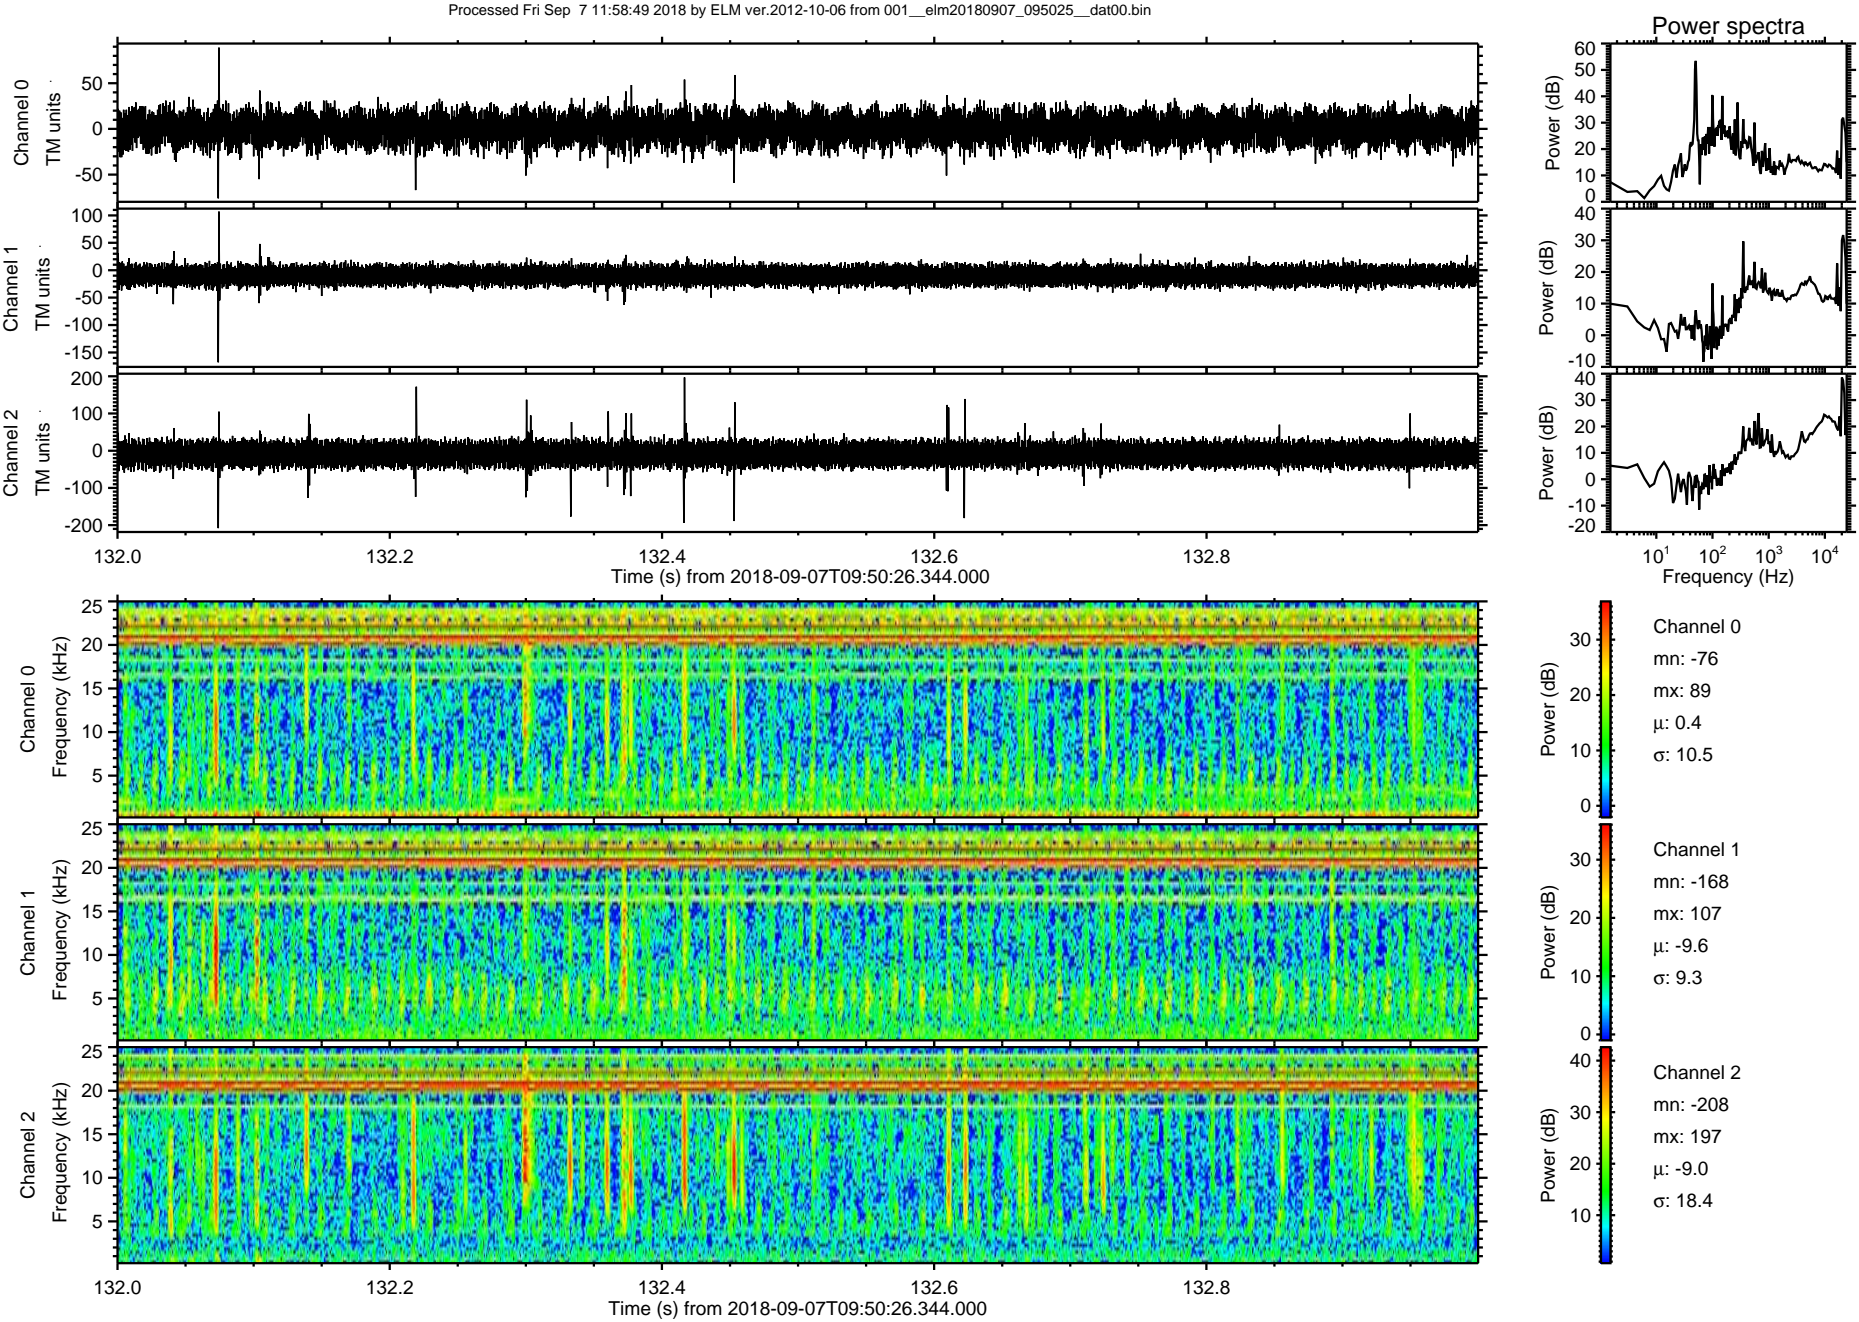 Processed Fri Sep 7 11:58:49 2018 by ELM ver.2012-10-06 from 001__elm20180907_095025__dat00.bin
Power spectra
Channel 0
TM units
50
0
-50
Power (dB)
60
50
40
30
20
10
0
Channel 1
TM units
100
50
0
-50
-100
-150
Power (dB)
40
30
20
10
0
-10
Channel 2
TM units
200
100
0
-100
-200
Power (dB)
40
30
20
10
0
-10
-20
132.0 132.2 132.4 132.6 132.8
Time (s) from 2018-09-07T09:50:26.344.000
10¹ 10² 10³ 10⁴
Frequency (Hz)
Channel 0
Frequency (kHz)
25
20
15
10
5
Power (dB)
30
20
10
0
Channel 0
mn: -76
mx: 89
μ: 0.4
σ: 10.5
Channel 1
Frequency (kHz)
25
20
15
10
5
Power (dB)
30
20
10
0
Channel 1
mn: -168
mx: 107
μ: -9.6
σ: 9.3
Channel 2
Frequency (kHz)
25
20
15
10
5
Power (dB)
40
30
20
10
Channel 2
mn: -208
mx: 197
μ: -9.0
σ: 18.4
132.0 132.2 132.4 132.6 132.8
Time (s) from 2018-09-07T09:50:26.344.000